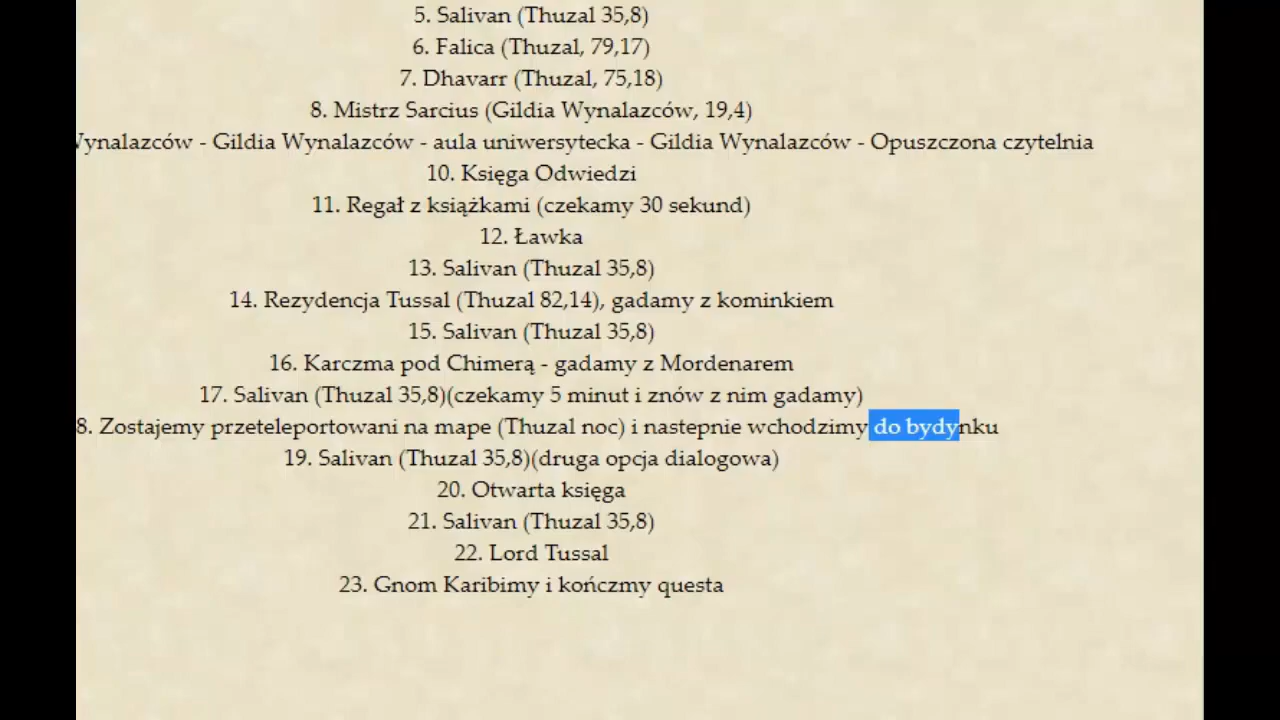 5. Salivan (Thuzal 35,8)
6. Falica (Thuzal, 79,17)
7. Dhavarr (Thuzal, 75,18)
8. Mistrz Sarcius (Gildia Wynalazców, 19,4)
Wynalazców - Gildia Wynalazców - aula uniwersytecka - Gildia Wynalazców - Opuszczona czytelnia
10. Księga Odwiedzi
11. Regał z książkami (czekamy 30 sekund)
12. Ławka
13. Salivan (Thuzal 35,8)
14. Rezydencja Tussal (Thuzal 82,14), gadamy z kominkiem
15. Salivan (Thuzal 35,8)
16. Karczma pod Chimerą - gadamy z Mordenarem
17. Salivan (Thuzal 35,8)(czekamy 5 minut i znów z nim gadamy)
8. Zostajemy przeteleportowani na mape (Thuzal noc) i nastepnie wchodzimy do bydynku
19. Salivan (Thuzal 35,8)(druga opcja dialogowa)
20. Otwarta księga
21. Salivan (Thuzal 35,8)
22. Lord Tussal
23. Gnom Karibimy i kończmy questa